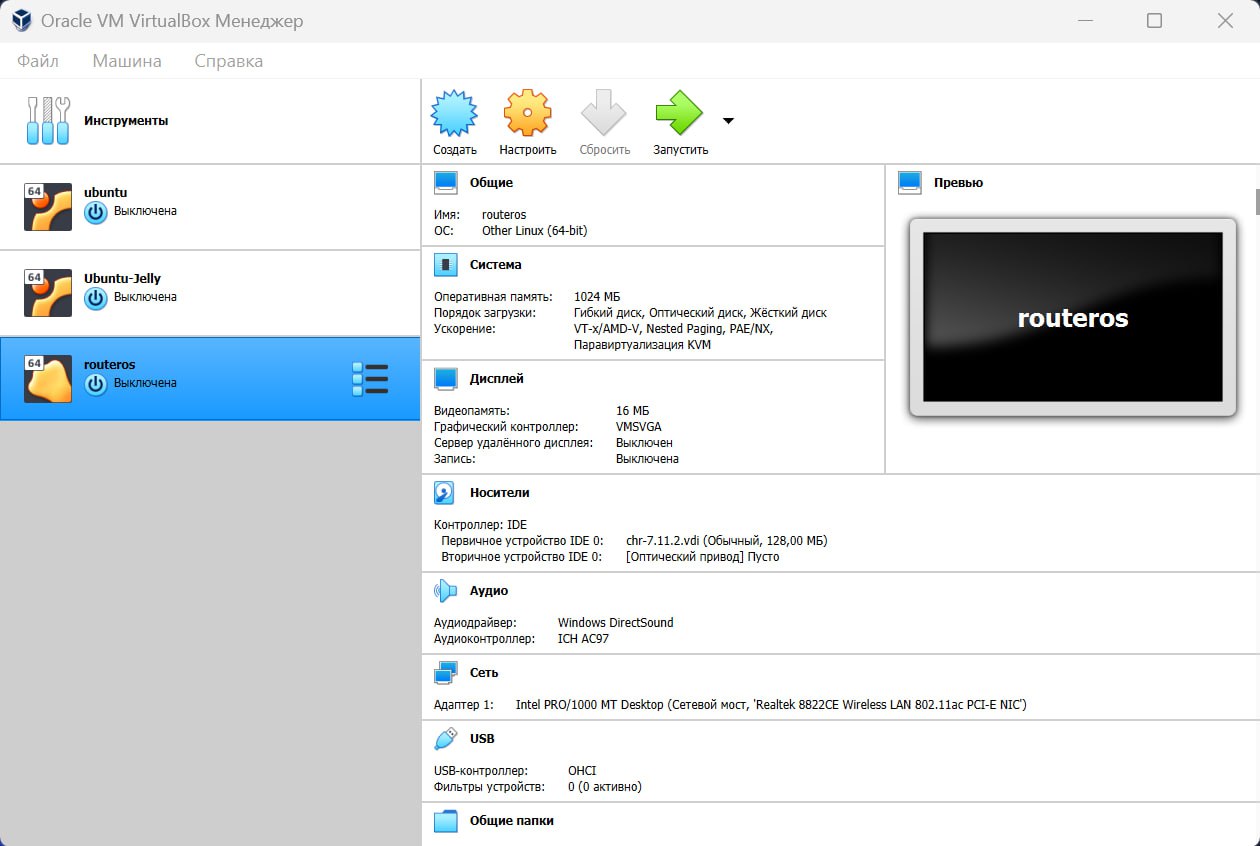 Oracle VM VirtualBox Менеджер
Файл Машина Справка
Инструменты
Создать Настроить Сбросить Запустить
64 ubuntu
Выключена
64 Ubuntu-Jelly
Выключена
64 routeros
Выключена
Общие
Имя: routeros
ОС: Other Linux (64-bit)
Система
Оперативная память: 1024 МБ
Порядок загрузки: Гибкий диск, Оптический диск, Жёсткий диск
Ускорение: VT-x/AMD-V, Nested Paging, PAE/NX,
Паравиртуализация KVM
Дисплей
Видеопамять: 16 МБ
Графический контроллер: VMSVGA
Сервер удалённого дисплея: Выключен
Запись: Выключена
Превью
routeros
Носители
Контроллер: IDE
Первичное устройство IDE 0: chr-7.11.2.vdi (Обычный, 128,00 МБ)
Вторичное устройство IDE 0: [Оптический привод] Пусто
Аудио
Аудиодрайвер: Windows DirectSound
Аудиоконтроллер: ICH AC97
Сеть
Адаптер 1: Intel PRO/1000 MT Desktop (Сетевой мост, 'Realtek 8822CE Wireless LAN 802.11ac PCI-E NIC')
USB
USB-контроллер: OHCI
Фильтры устройств: 0 (0 активно)
Общие папки